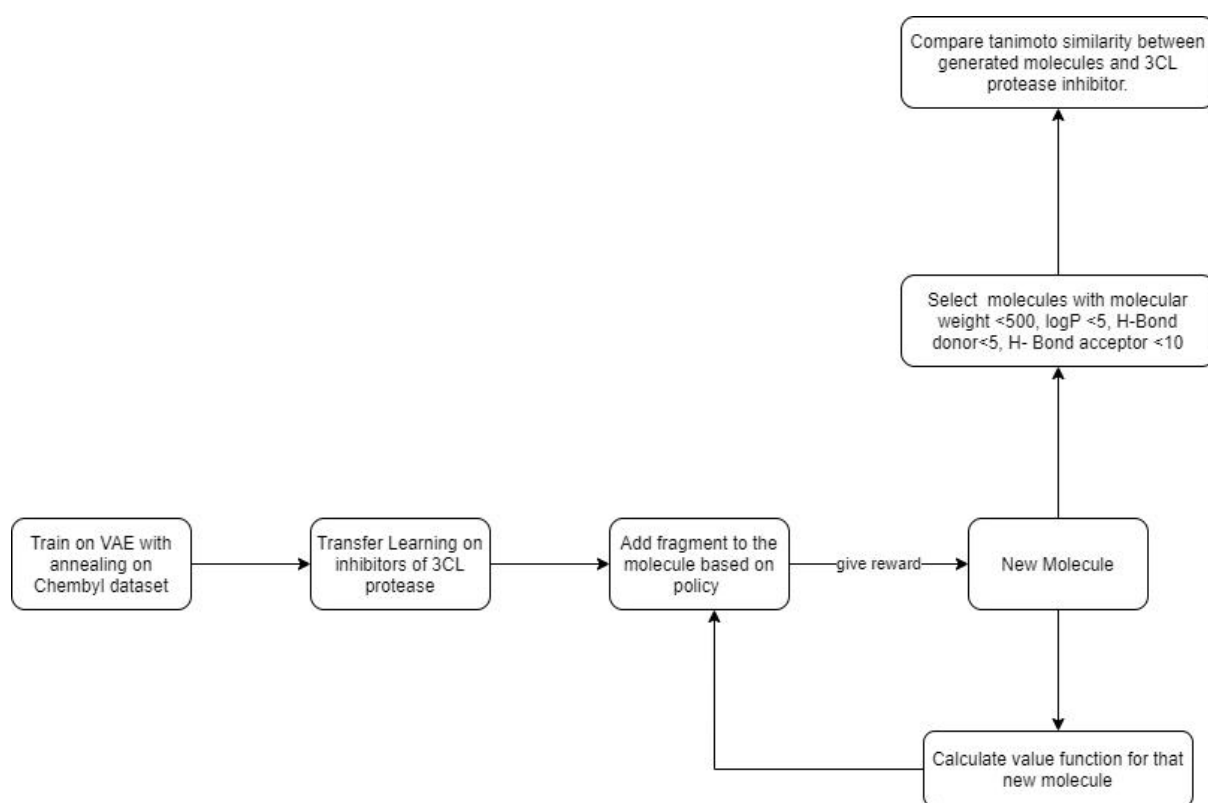 Compare tanimoto similarity between
generated molecules and 3CL
protease inhibitor.
Select molecules with molecular
weight <500, logP <5, H-Bond
donor<5, H- Bond acceptor <10
Train on VAE with
annealing on
Chembyl dataset
Transfer Learning on
inhibitors of 3CL
protease
Add fragment to the
molecule based on
policy
give reward
New Molecule
Calculate value function for that
new molecule